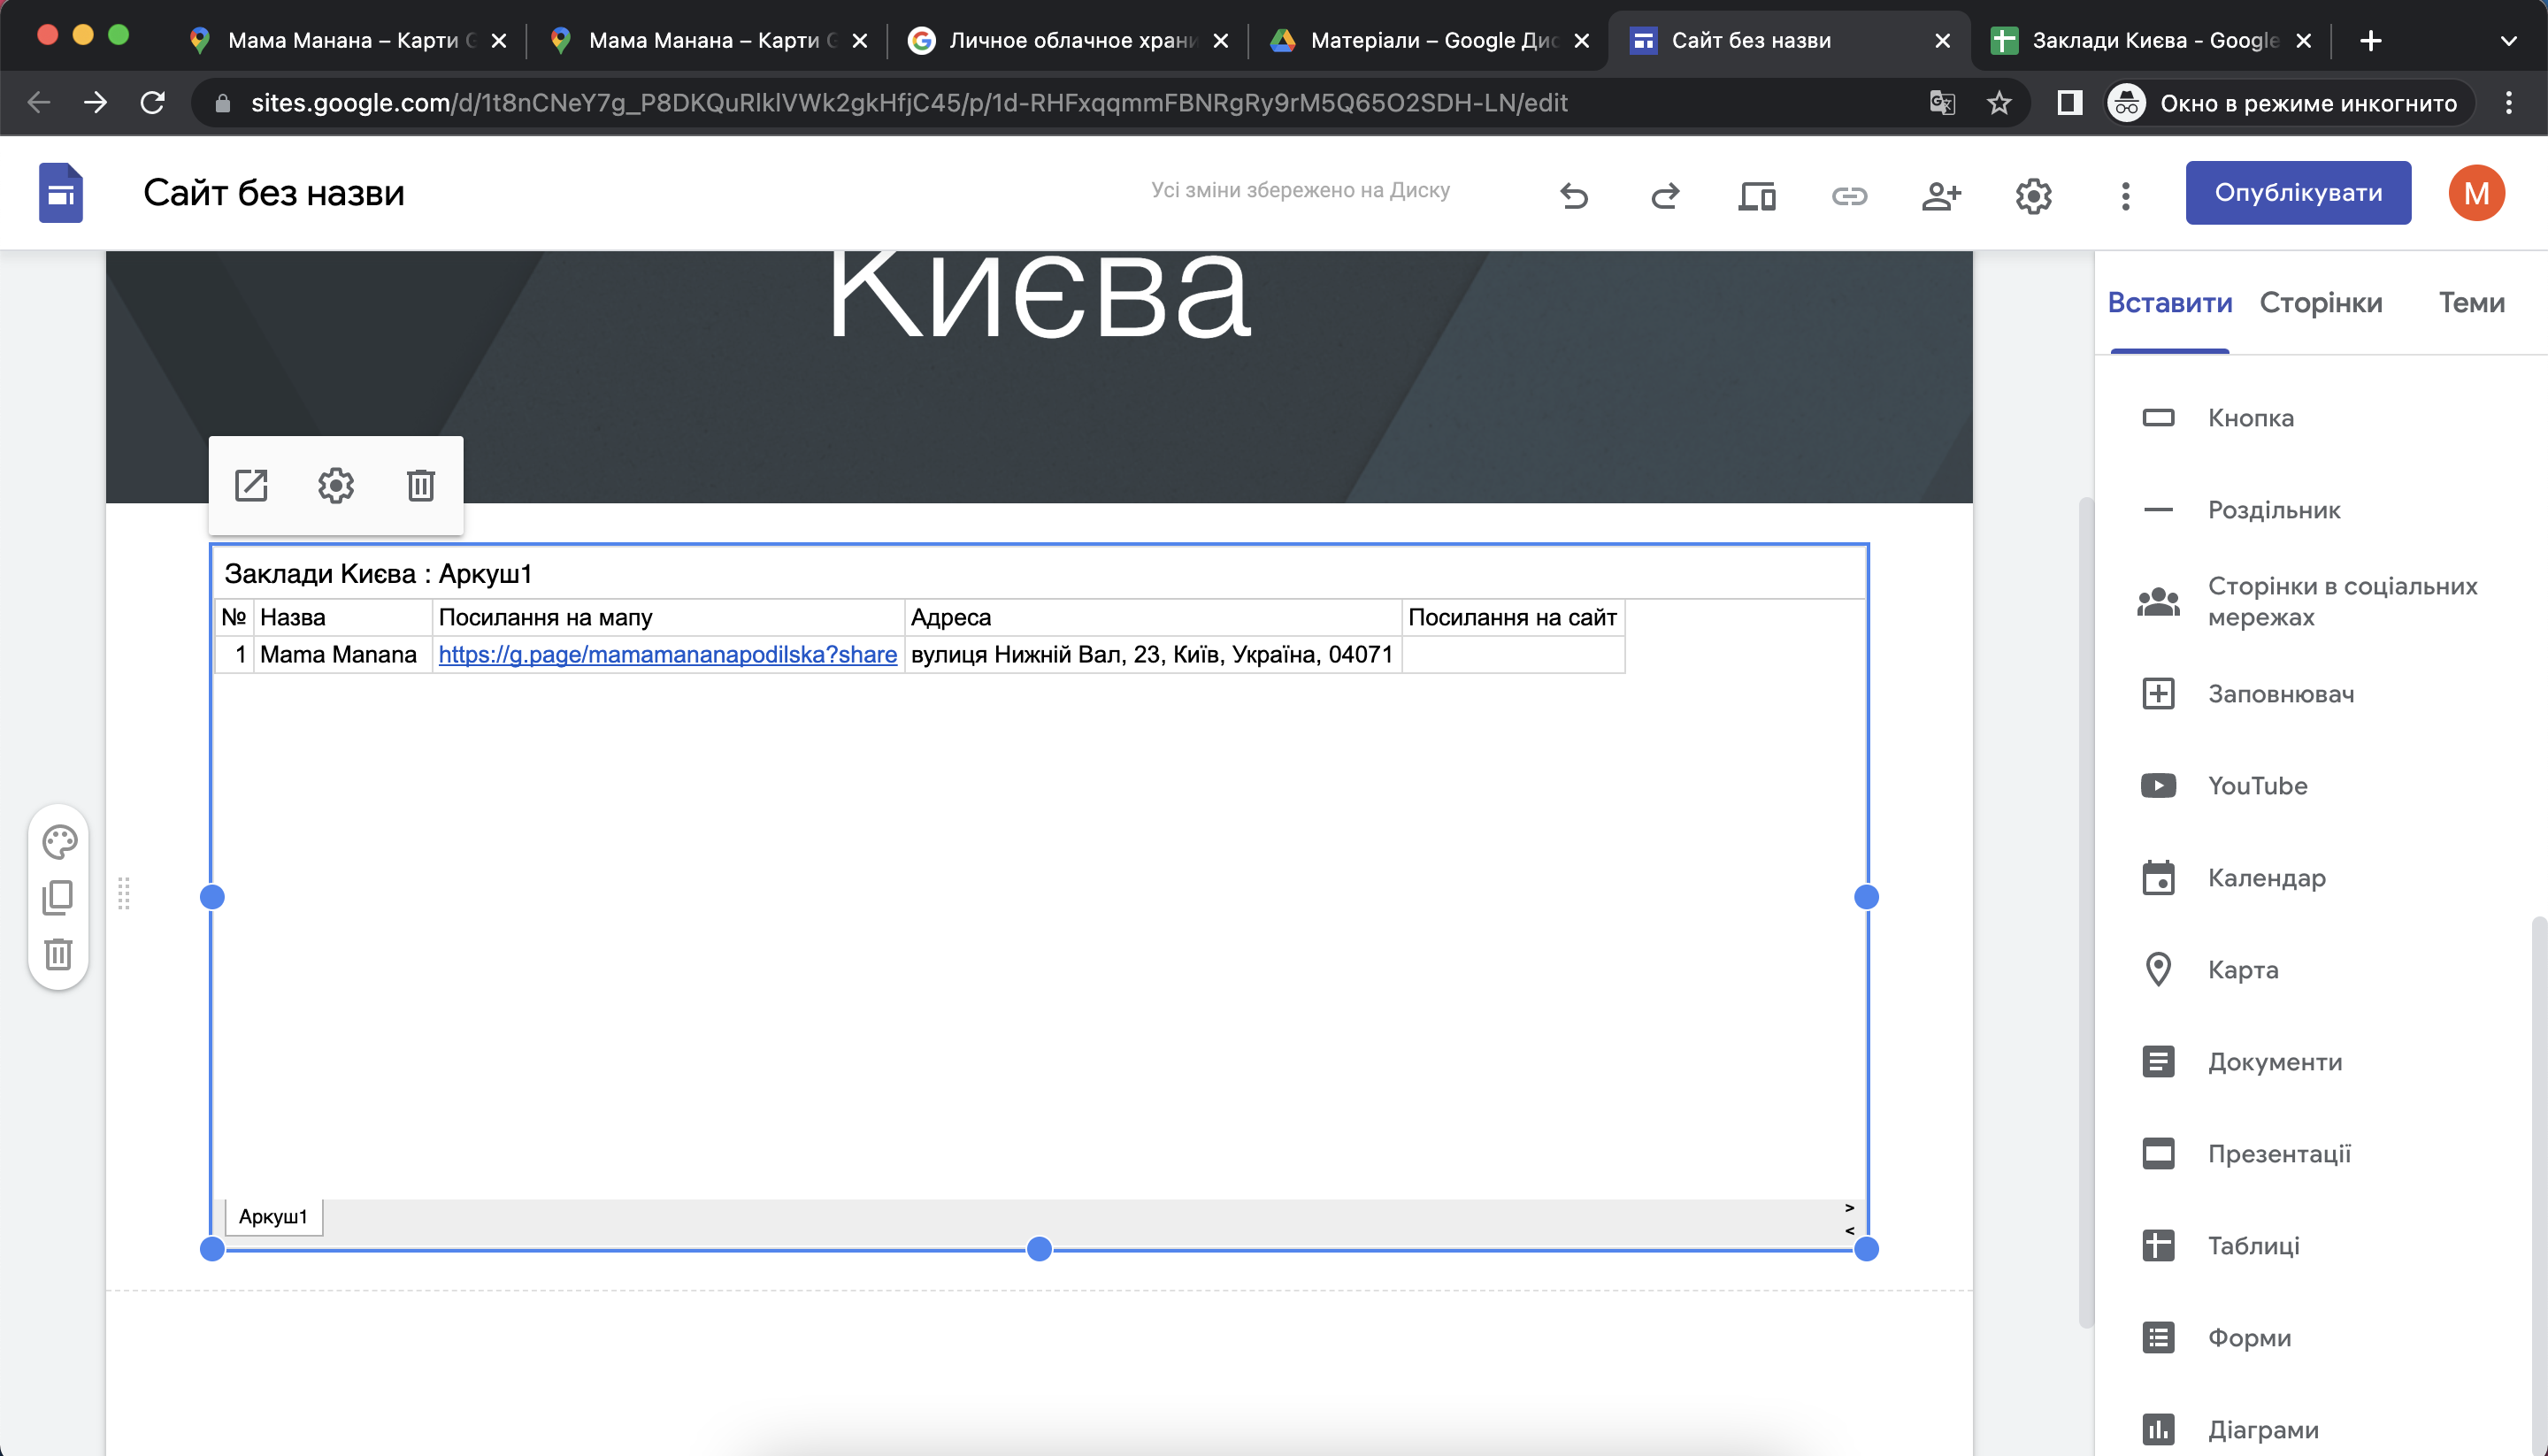 Мама Манана – Карти G
Мама Манана – Карти G
Личное облачное храни
Матеріали – Google Дис
Сайт без назви
Заклади Києва - Google
sites.google.com/d/1t8nCNeY7g_P8DKQuRlklVWk2gkHfjC45/p/1d-RHFxqqmmFBNRgRy9rM5Q65O2SDH-LN/edit
Окно в режиме инкогнито
Сайт без назви
Усі зміни збережено на Диску
Опублікувати
М
Києва
Вставити Сторінки Теми
Кнопка
Роздільник
Сторінки в соціальних
мережах
Заповнювач
YouTube
Календар
Карта
Документи
Презентації
Таблиці
Форми
Діаграми
Заклади Києва : Аркуш1
№ Назва Посилання на мапу Адреса Посилання на сайт
1 Mama Manana https://g.page/mamamananapodilska?share вулиця Нижній Вал, 23, Київ, Україна, 04071
Аркуш1
>
<